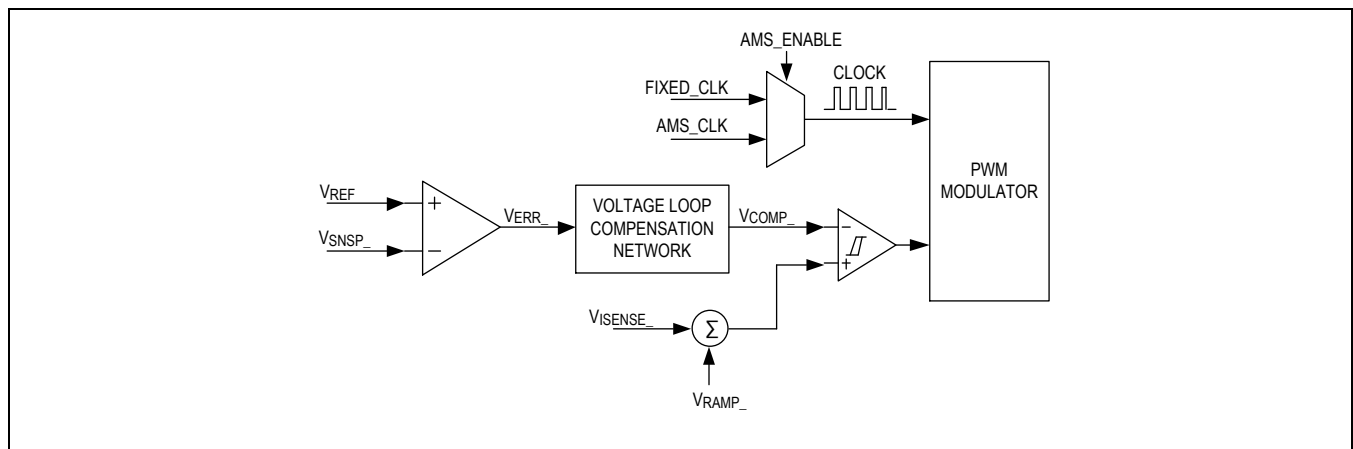 AMS_ENABLE
FIXED_CLK
CLOCK
AMS_CLK
PWM
MODULATOR
VREF
+
VERR_
VOLTAGE LOOP
COMPENSATION
NETWORK
VCOMP_
−
VSNSP_
−
+
VISENSE_
Σ
VRAMP_